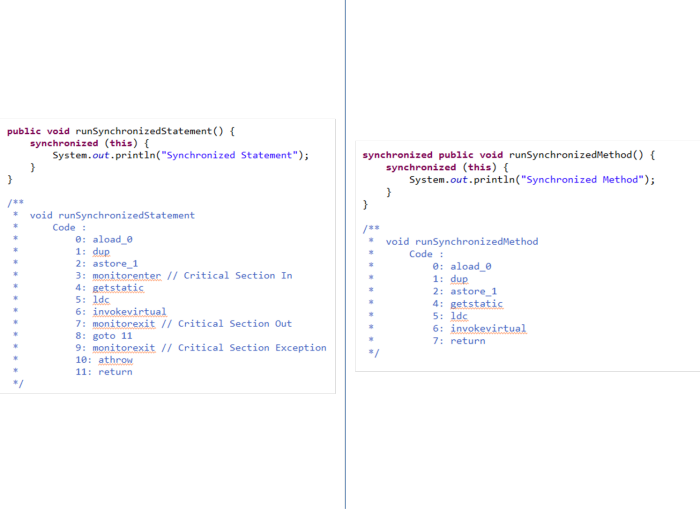 public void runSynchronizedStatement() {
synchronized (this) {
System.out.println("Synchronized Statement");
}
}
/**
* void runSynchronizedStatement
* Code :
* 0: aload_0
* 1: dup
* 2: astore_1
* 3: monitorenter // Critical Section In
* 4: getstatic
* 5: ldc
* 6: invokevirtual
* 7: monitorexit // Critical Section Out
* 8: goto 11
* 9: monitorexit // Critical Section Exception
* 10: athrow
* 11: return
*/
synchronized public void runSynchronizedMethod() {
synchronized (this) {
System.out.println("Synchronized Method");
}
}
/**
* void runSynchronizedMethod
* Code :
* 0: aload_0
* 1: dup
* 2: astore_1
* 4: getstatic
* 5: ldc
* 6: invokevirtual
* 7: return
*/